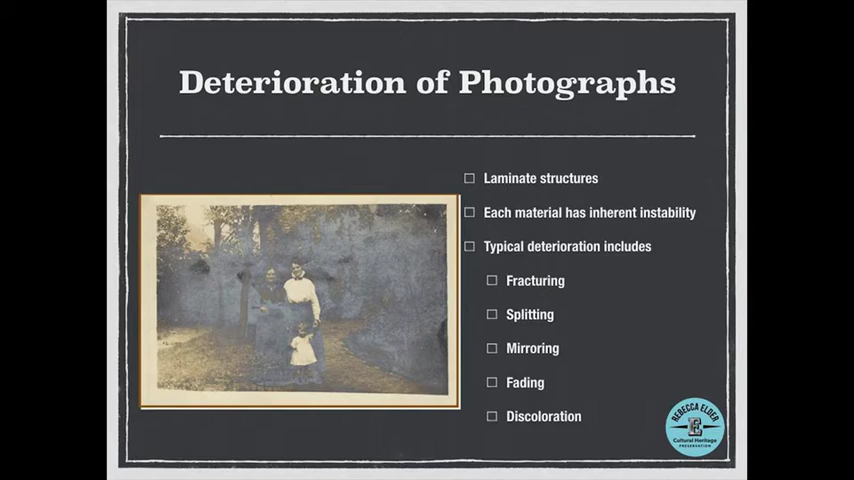 Deterioration of Photographs
Laminate structures
Each material has inherent instability
Typical deterioration includes
Fracturing
Splitting
Mirroring
Fading
Discoloration
REBECCA ELDER
E
Cultural Heritage
PRESERVATION